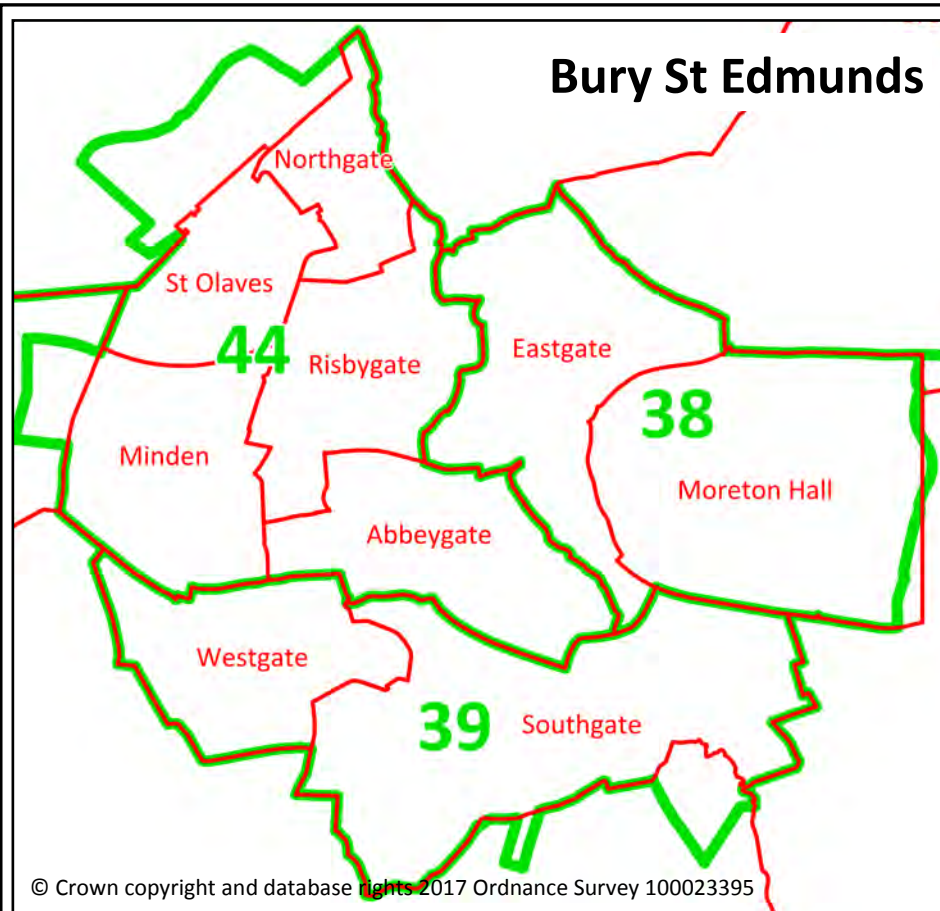 Bury St Edmunds
Northgate
St Olaves
44
Risbygate
Eastgate
38
Minden
Moreton Hall
Abbeygate
Westgate
39
Southgate
© Crown copyright and database rights 2017 Ordnance Survey 100023395